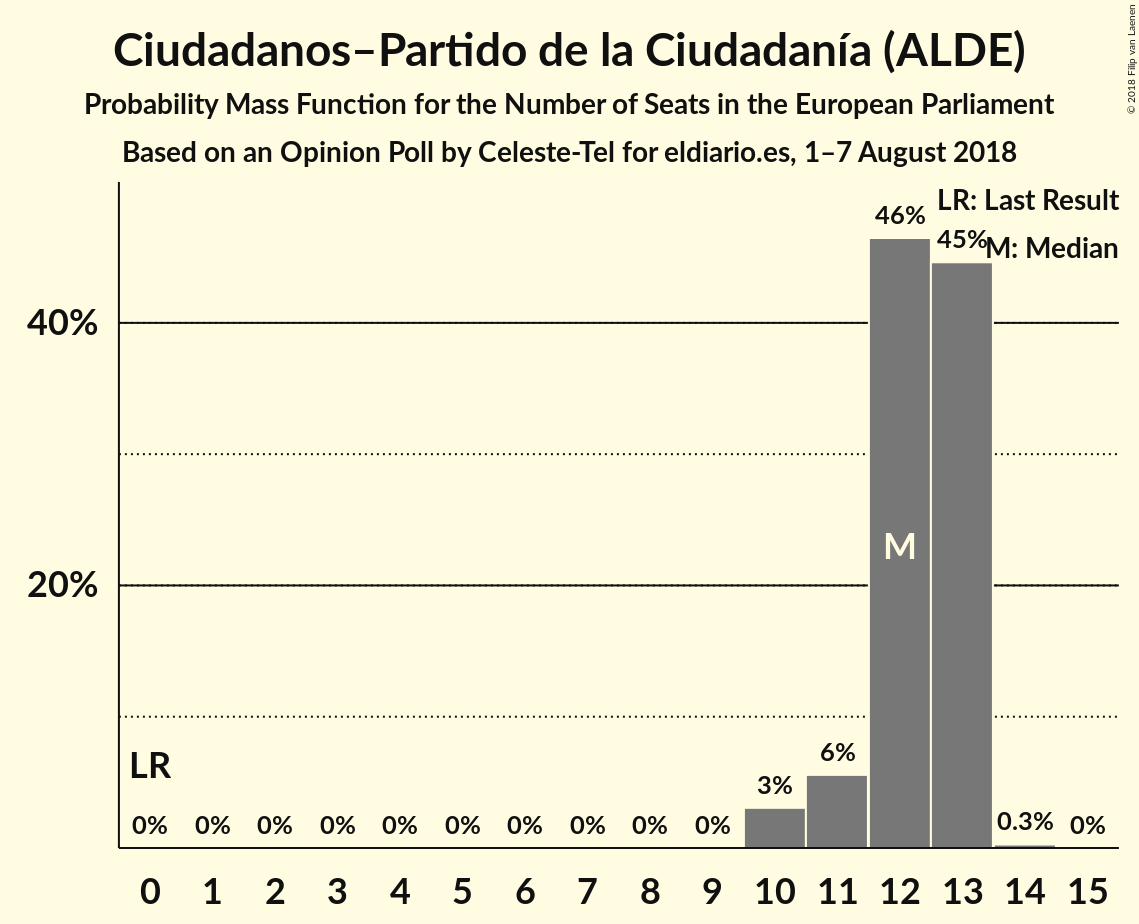 Ciudadanos–Partido de la Ciudadanía (ALDE)
Probability Mass Function for the Number of Seats in the European Parliament
Based on an Opinion Poll by Celeste-Tel for eldiario.es, 1–7 August 2018
© 2018 Filip van Laenen
LR: Last Result
M: Median
46%
45%
40%
M
20%
LR
6%
3%
0% 0% 0% 0% 0% 0% 0% 0% 0% 0% 0.3% 0%
0 1 2 3 4 5 6 7 8 9 10 11 12 13 14 15